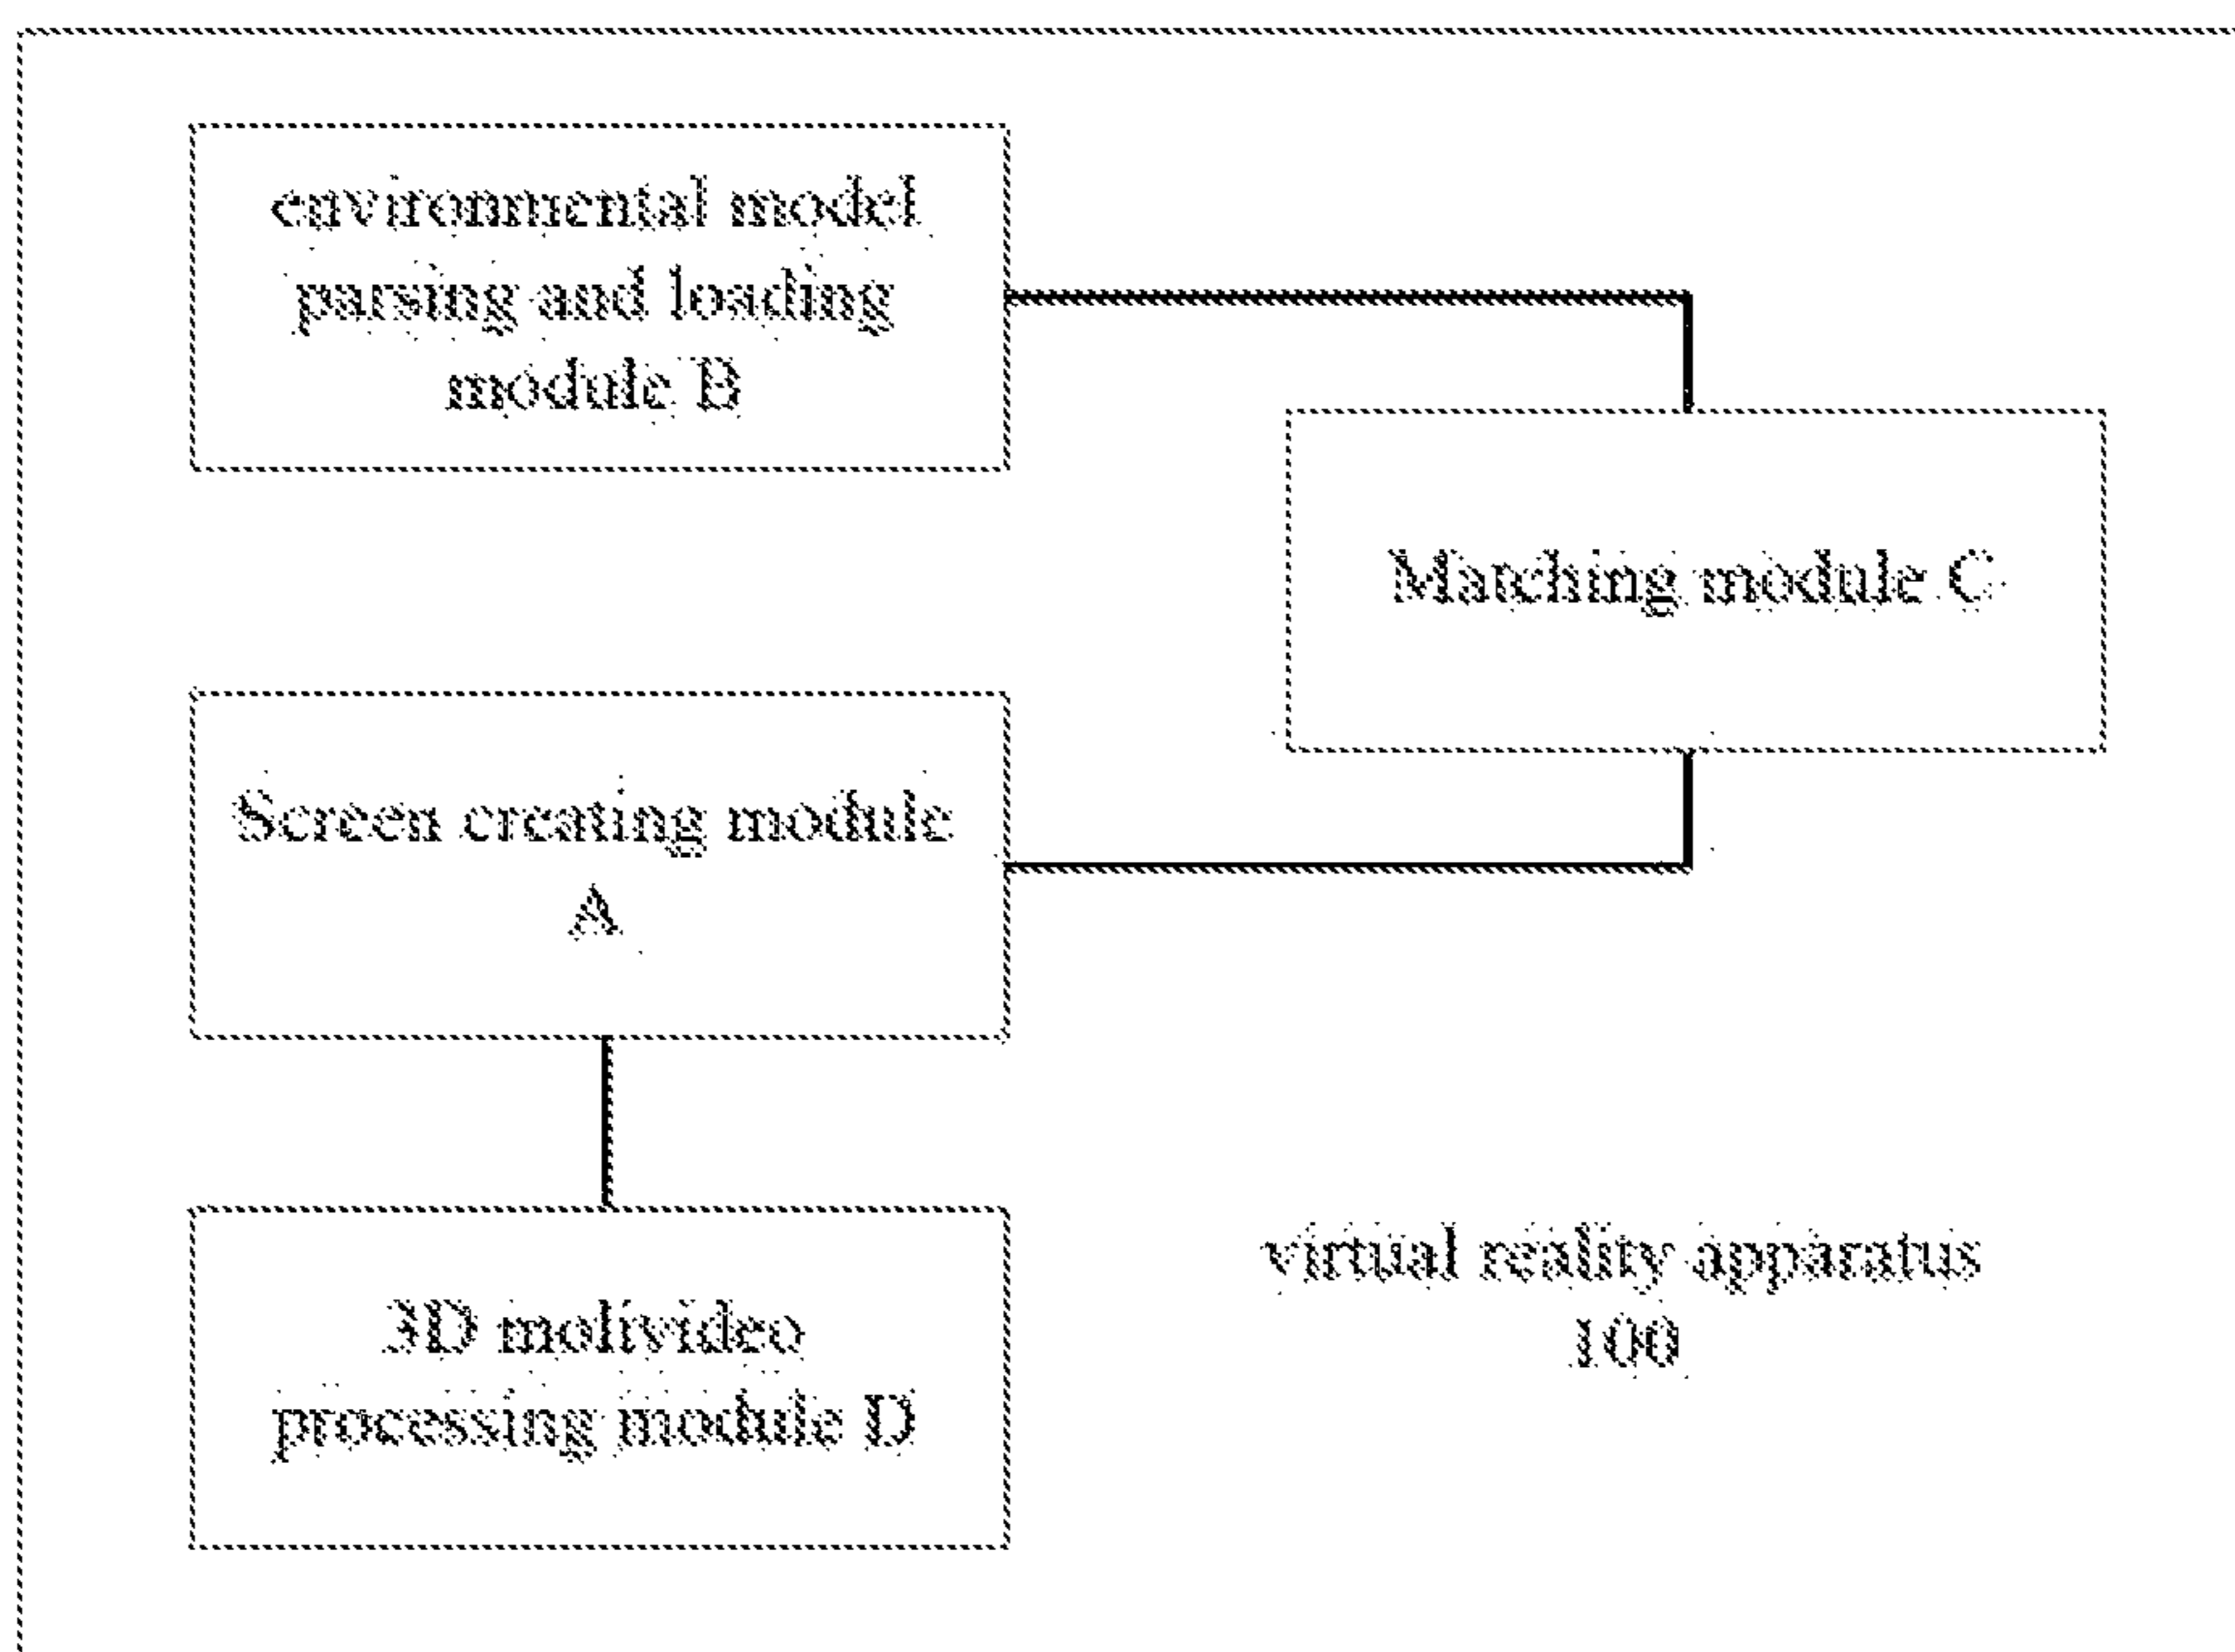 environmental model
parsing and loading
module B
Matching module C
Screen creating module
A
3D molivideo
processing module D
virtual reality apparatus
100